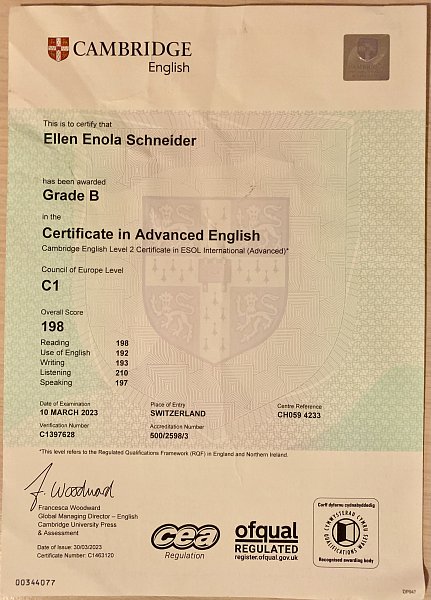 CAMBRIDGE
English
This is to certify that
Ellen Enola Schneider
has been awarded
Grade B
in the
Certificate in Advanced English
Cambridge English Level 2 Certificate in ESOL International (Advanced)*
Council of Europe Level
C1
Overall Score
198
Reading 198
Use of English 192
Writing 193
Listening 210
Speaking 197
Date of Examination Place of Entry Centre Reference
10 MARCH 2023 SWITZERLAND CH059 4233
Verification Number Accreditation Number
C1397628 500/2598/3
*This level refers to the Regulated Qualifications Framework (RQF) in England and Northern Ireland.
F. Woodward
Francesca Woodward
Global Managing Director – English
Cambridge University Press
& Assessment
Date of Issue: 30/03/2023
Certificate Number: C1463120
cea
Regulation
ofqual
REGULATED
register.ofqual.gov.uk
Corff dyfarnu cydnabyddedig
CYMWYSTERAU CYMRU
QUALIFICATIONS WALES
Recognised awarding body
00344077